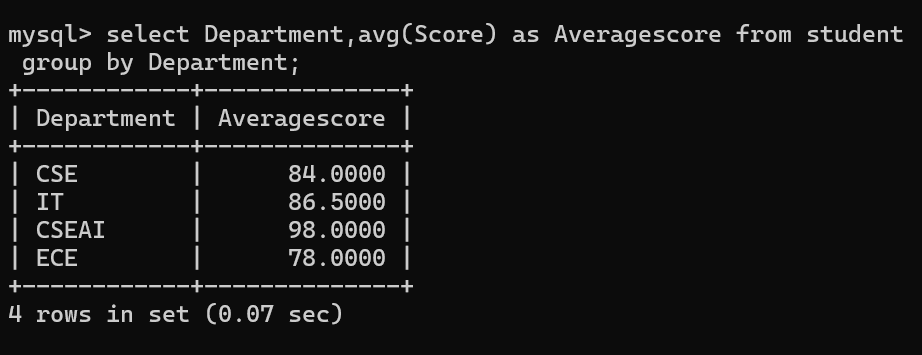 mysql> select Department,avg(Score) as Averagescore from student
 group by Department;
+------------+--------------+
| Department | Averagescore |
+------------+--------------+
| CSE        |      84.0000 |
| IT         |      86.5000 |
| CSEAI      |      98.0000 |
| ECE        |      78.0000 |
+------------+--------------+
4 rows in set (0.07 sec)